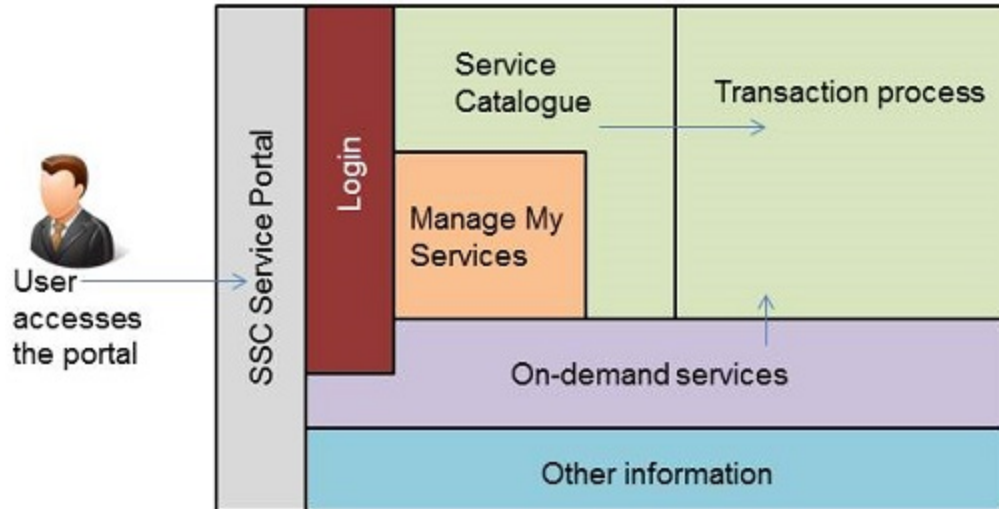 User
accesses
the portal
SSC Service Portal
Login
Service
Catalogue
Transaction process
Manage My
Services
On-demand services
Other information